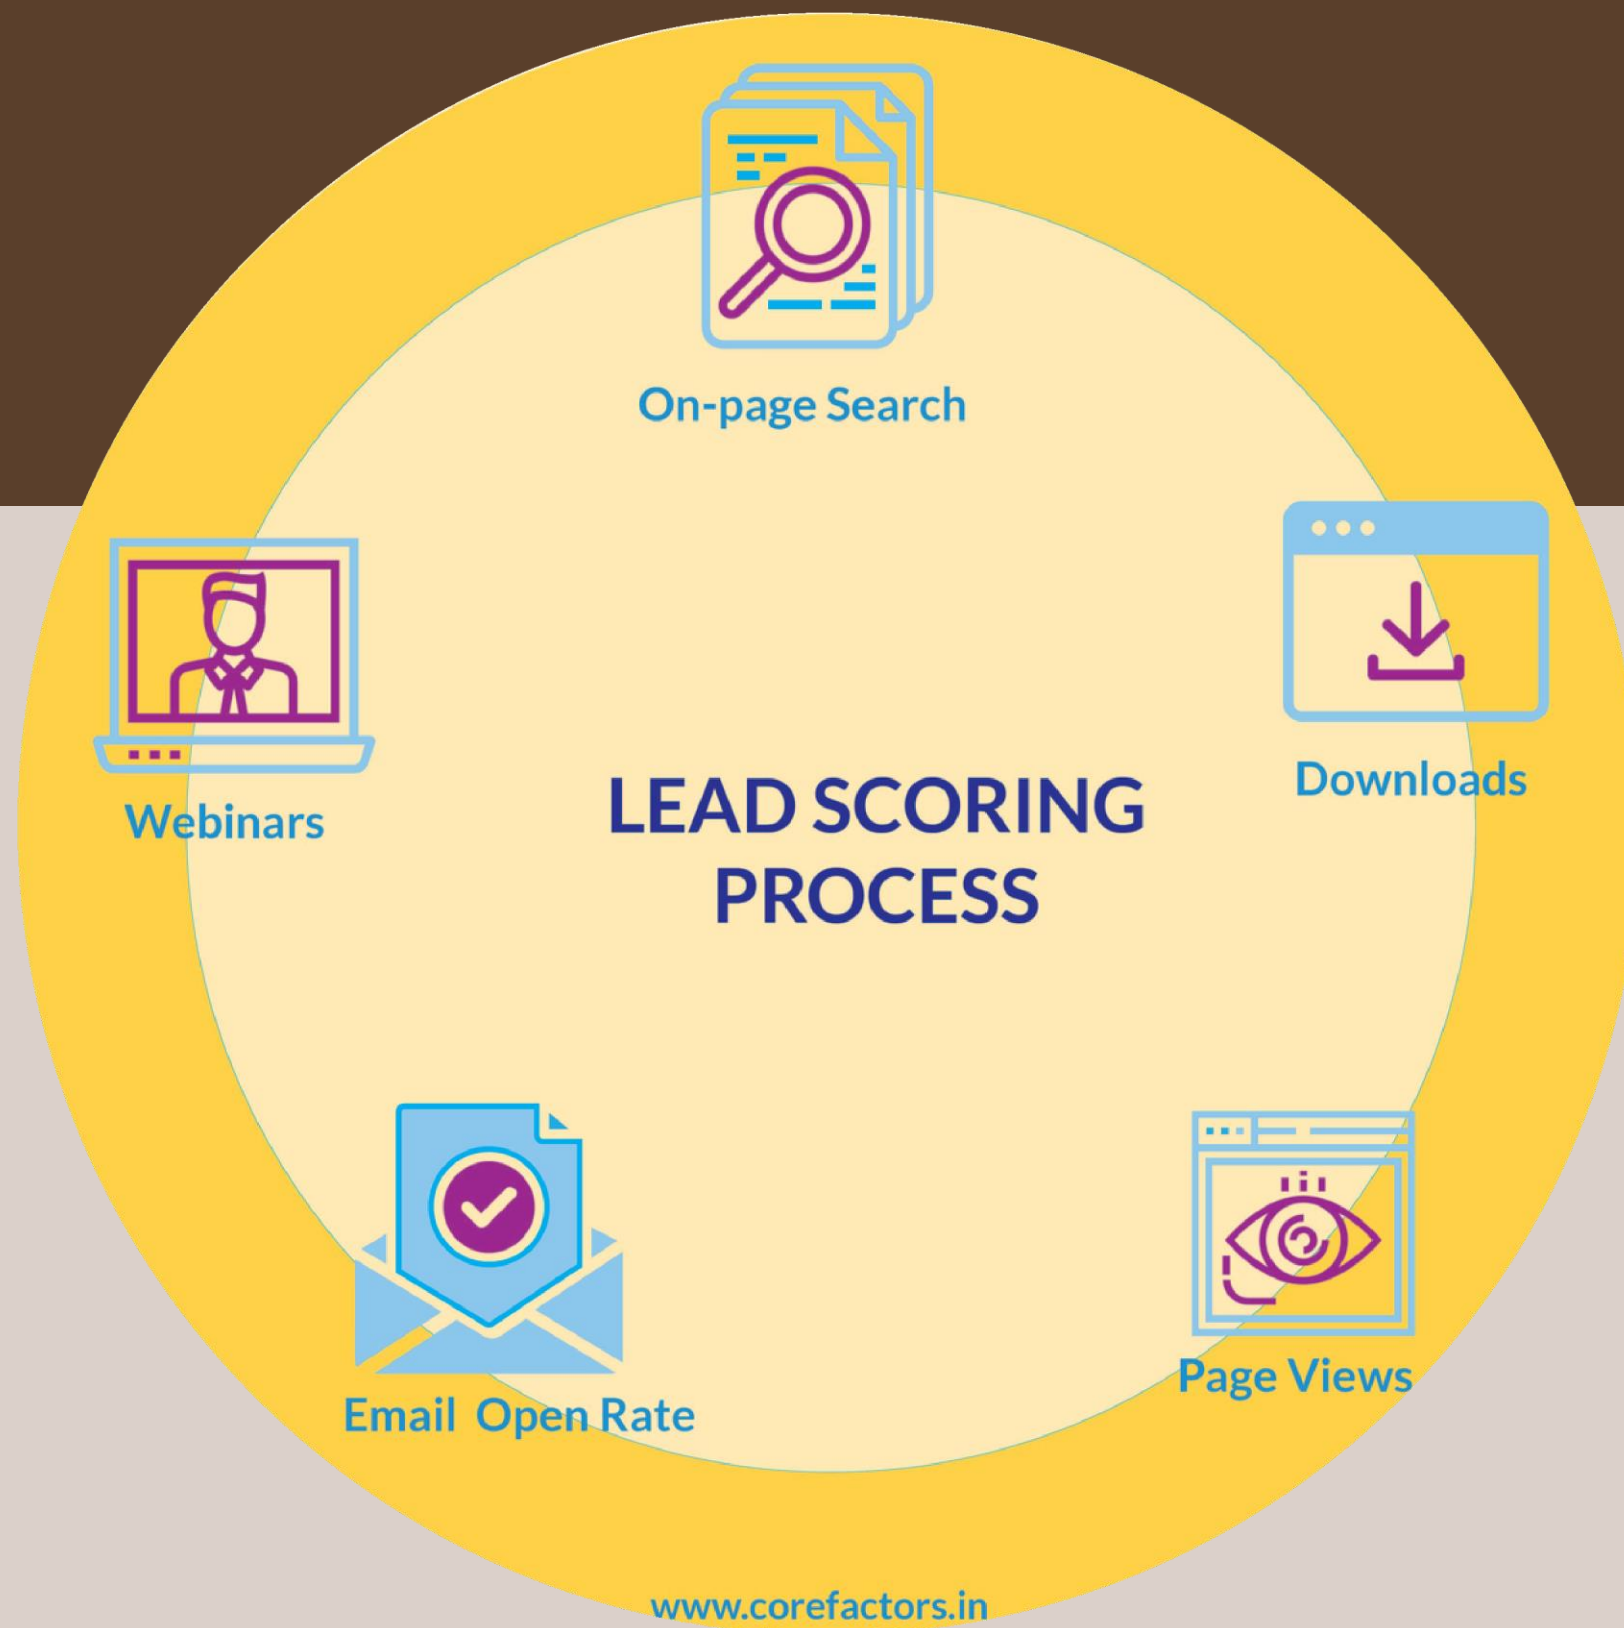 On-page Search
Downloads
Webinars
LEAD SCORING
PROCESS
Page Views
Email Open Rate
www.corefactors.in